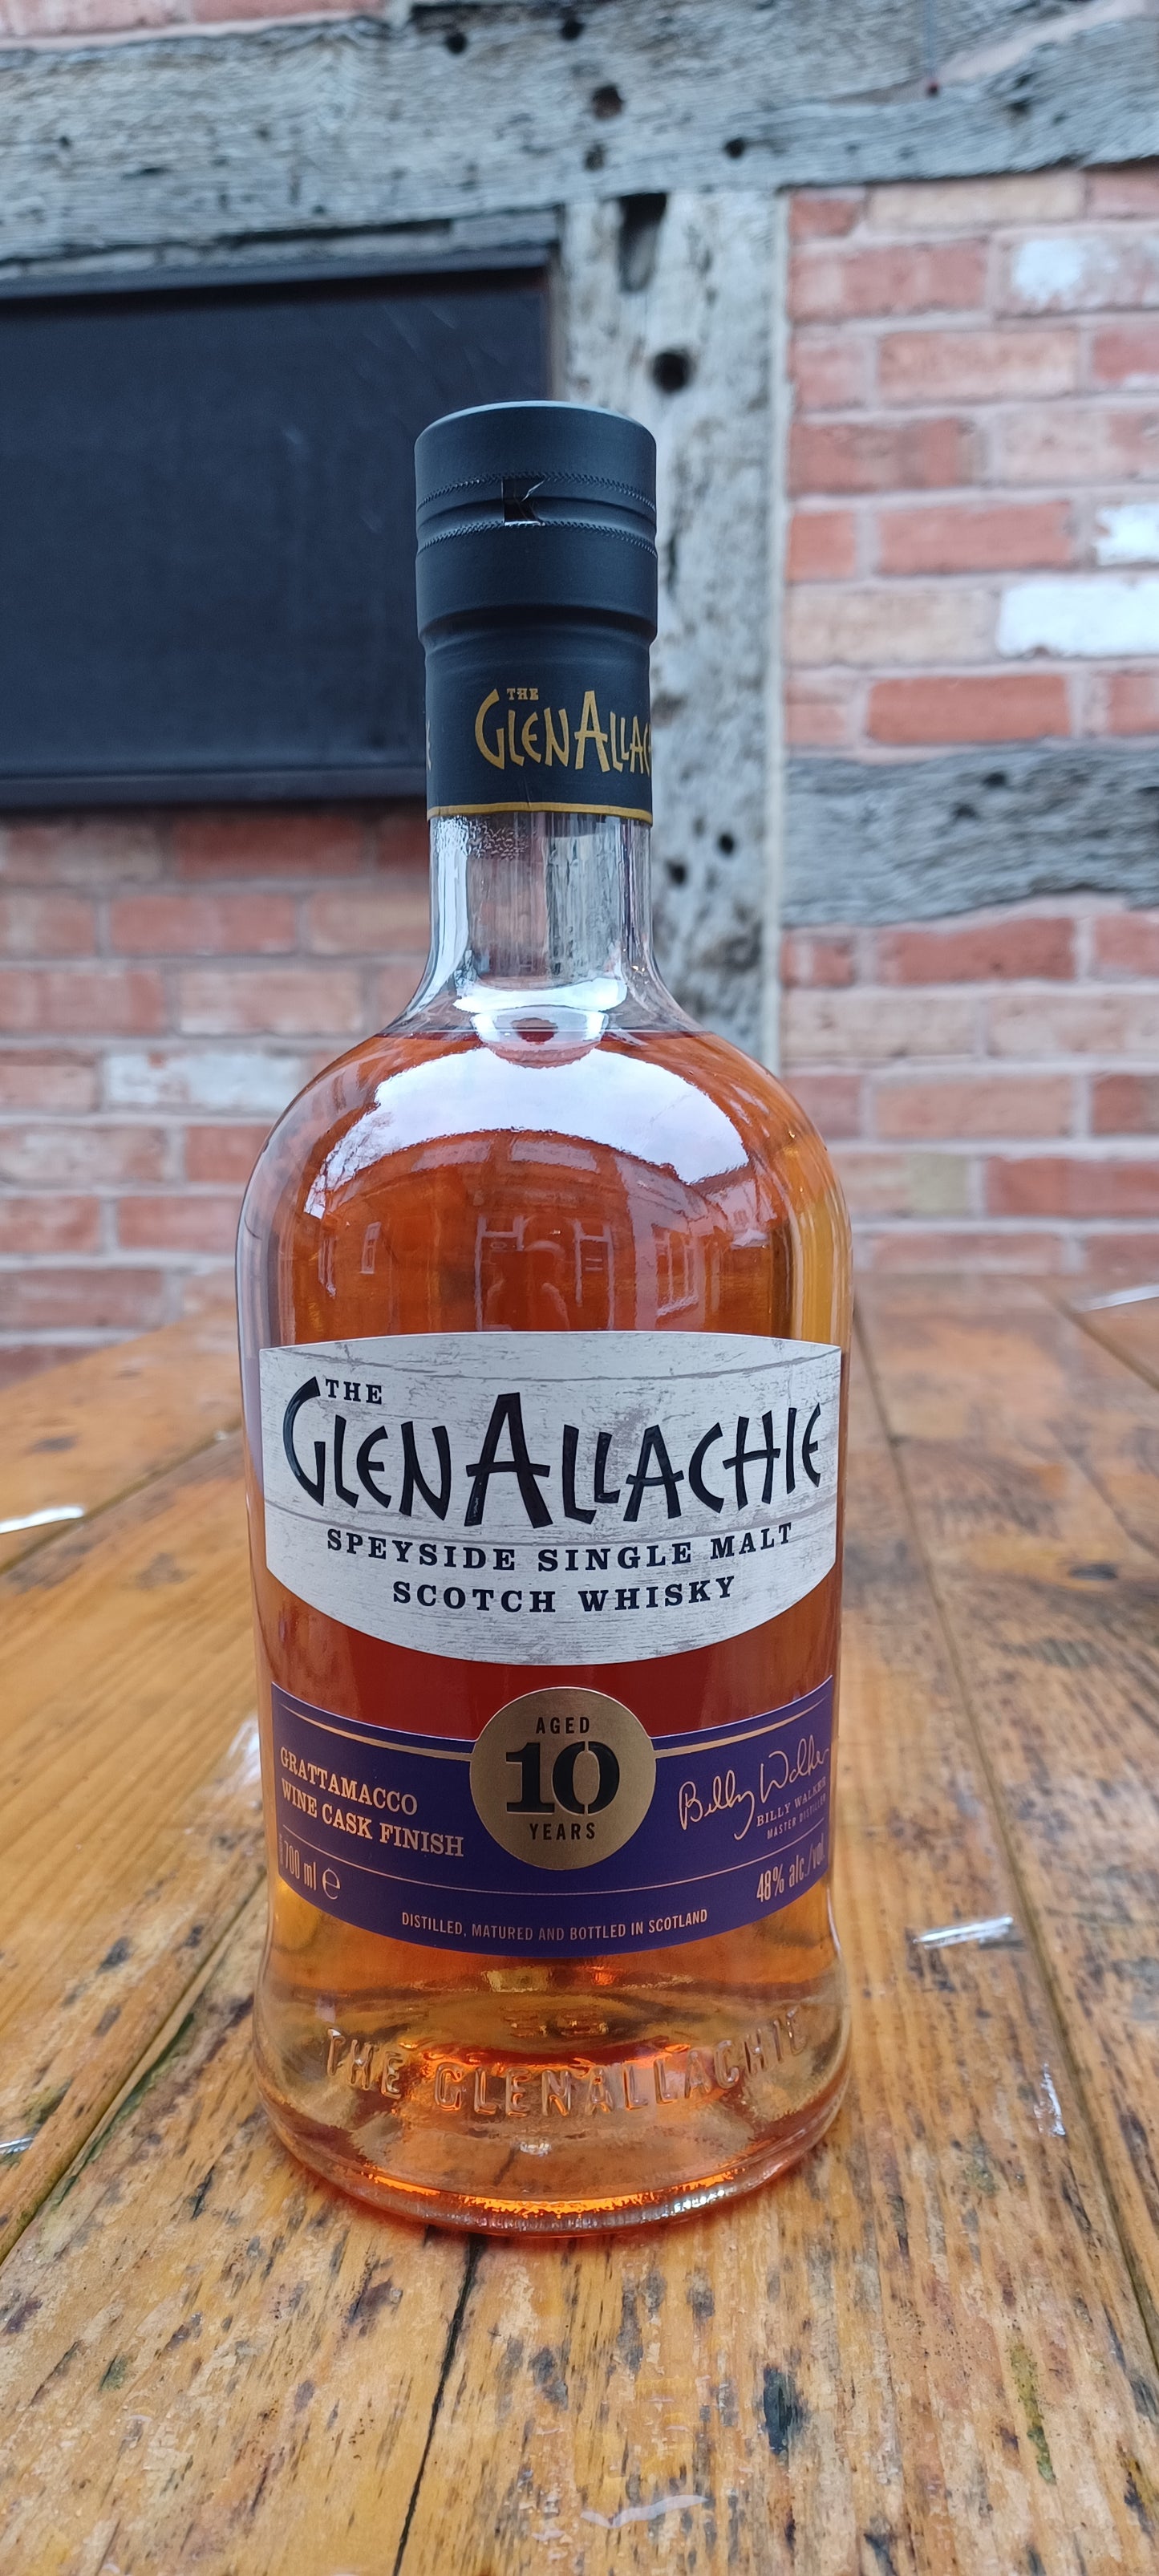 THE
GLENALLAC
THE
GLENALLACHIE
SPEYSIDE SINGLE MALT
SCOTCH WHISKY
AGED
10
YEARS
GRATTAMACCO
WINE CASK FINISH
700 ml ℮
Billy Walker
BILLY WALKER
MASTER DISTILLER
48% alc./vol
DISTILLED, MATURED AND BOTTLED IN SCOTLAND
THE GLENALLACHIE